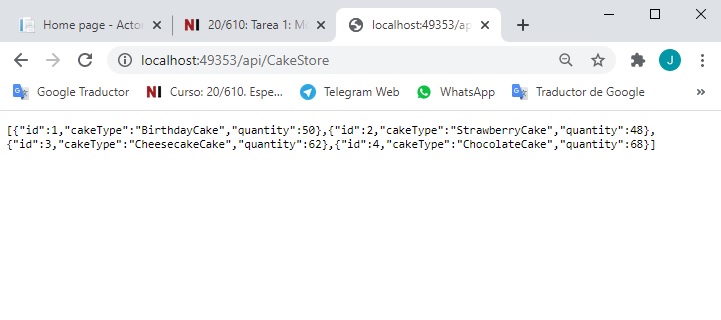 Home page - Acto
20/610: Tarea 1: M
localhost:49353/ap
localhost:49353/api/CakeStore
J
Google Traductor
NI Curso: 20/610. Espe...
Telegram Web
WhatsApp
Traductor de Google
»
[{"id":1,"cakeType":"BirthdayCake","quantity":50},{"id":2,"cakeType":"StrawberryCake","quantity":48},
{"id":3,"cakeType":"CheesecakeCake","quantity":62},{"id":4,"cakeType":"ChocolateCake","quantity":68}]